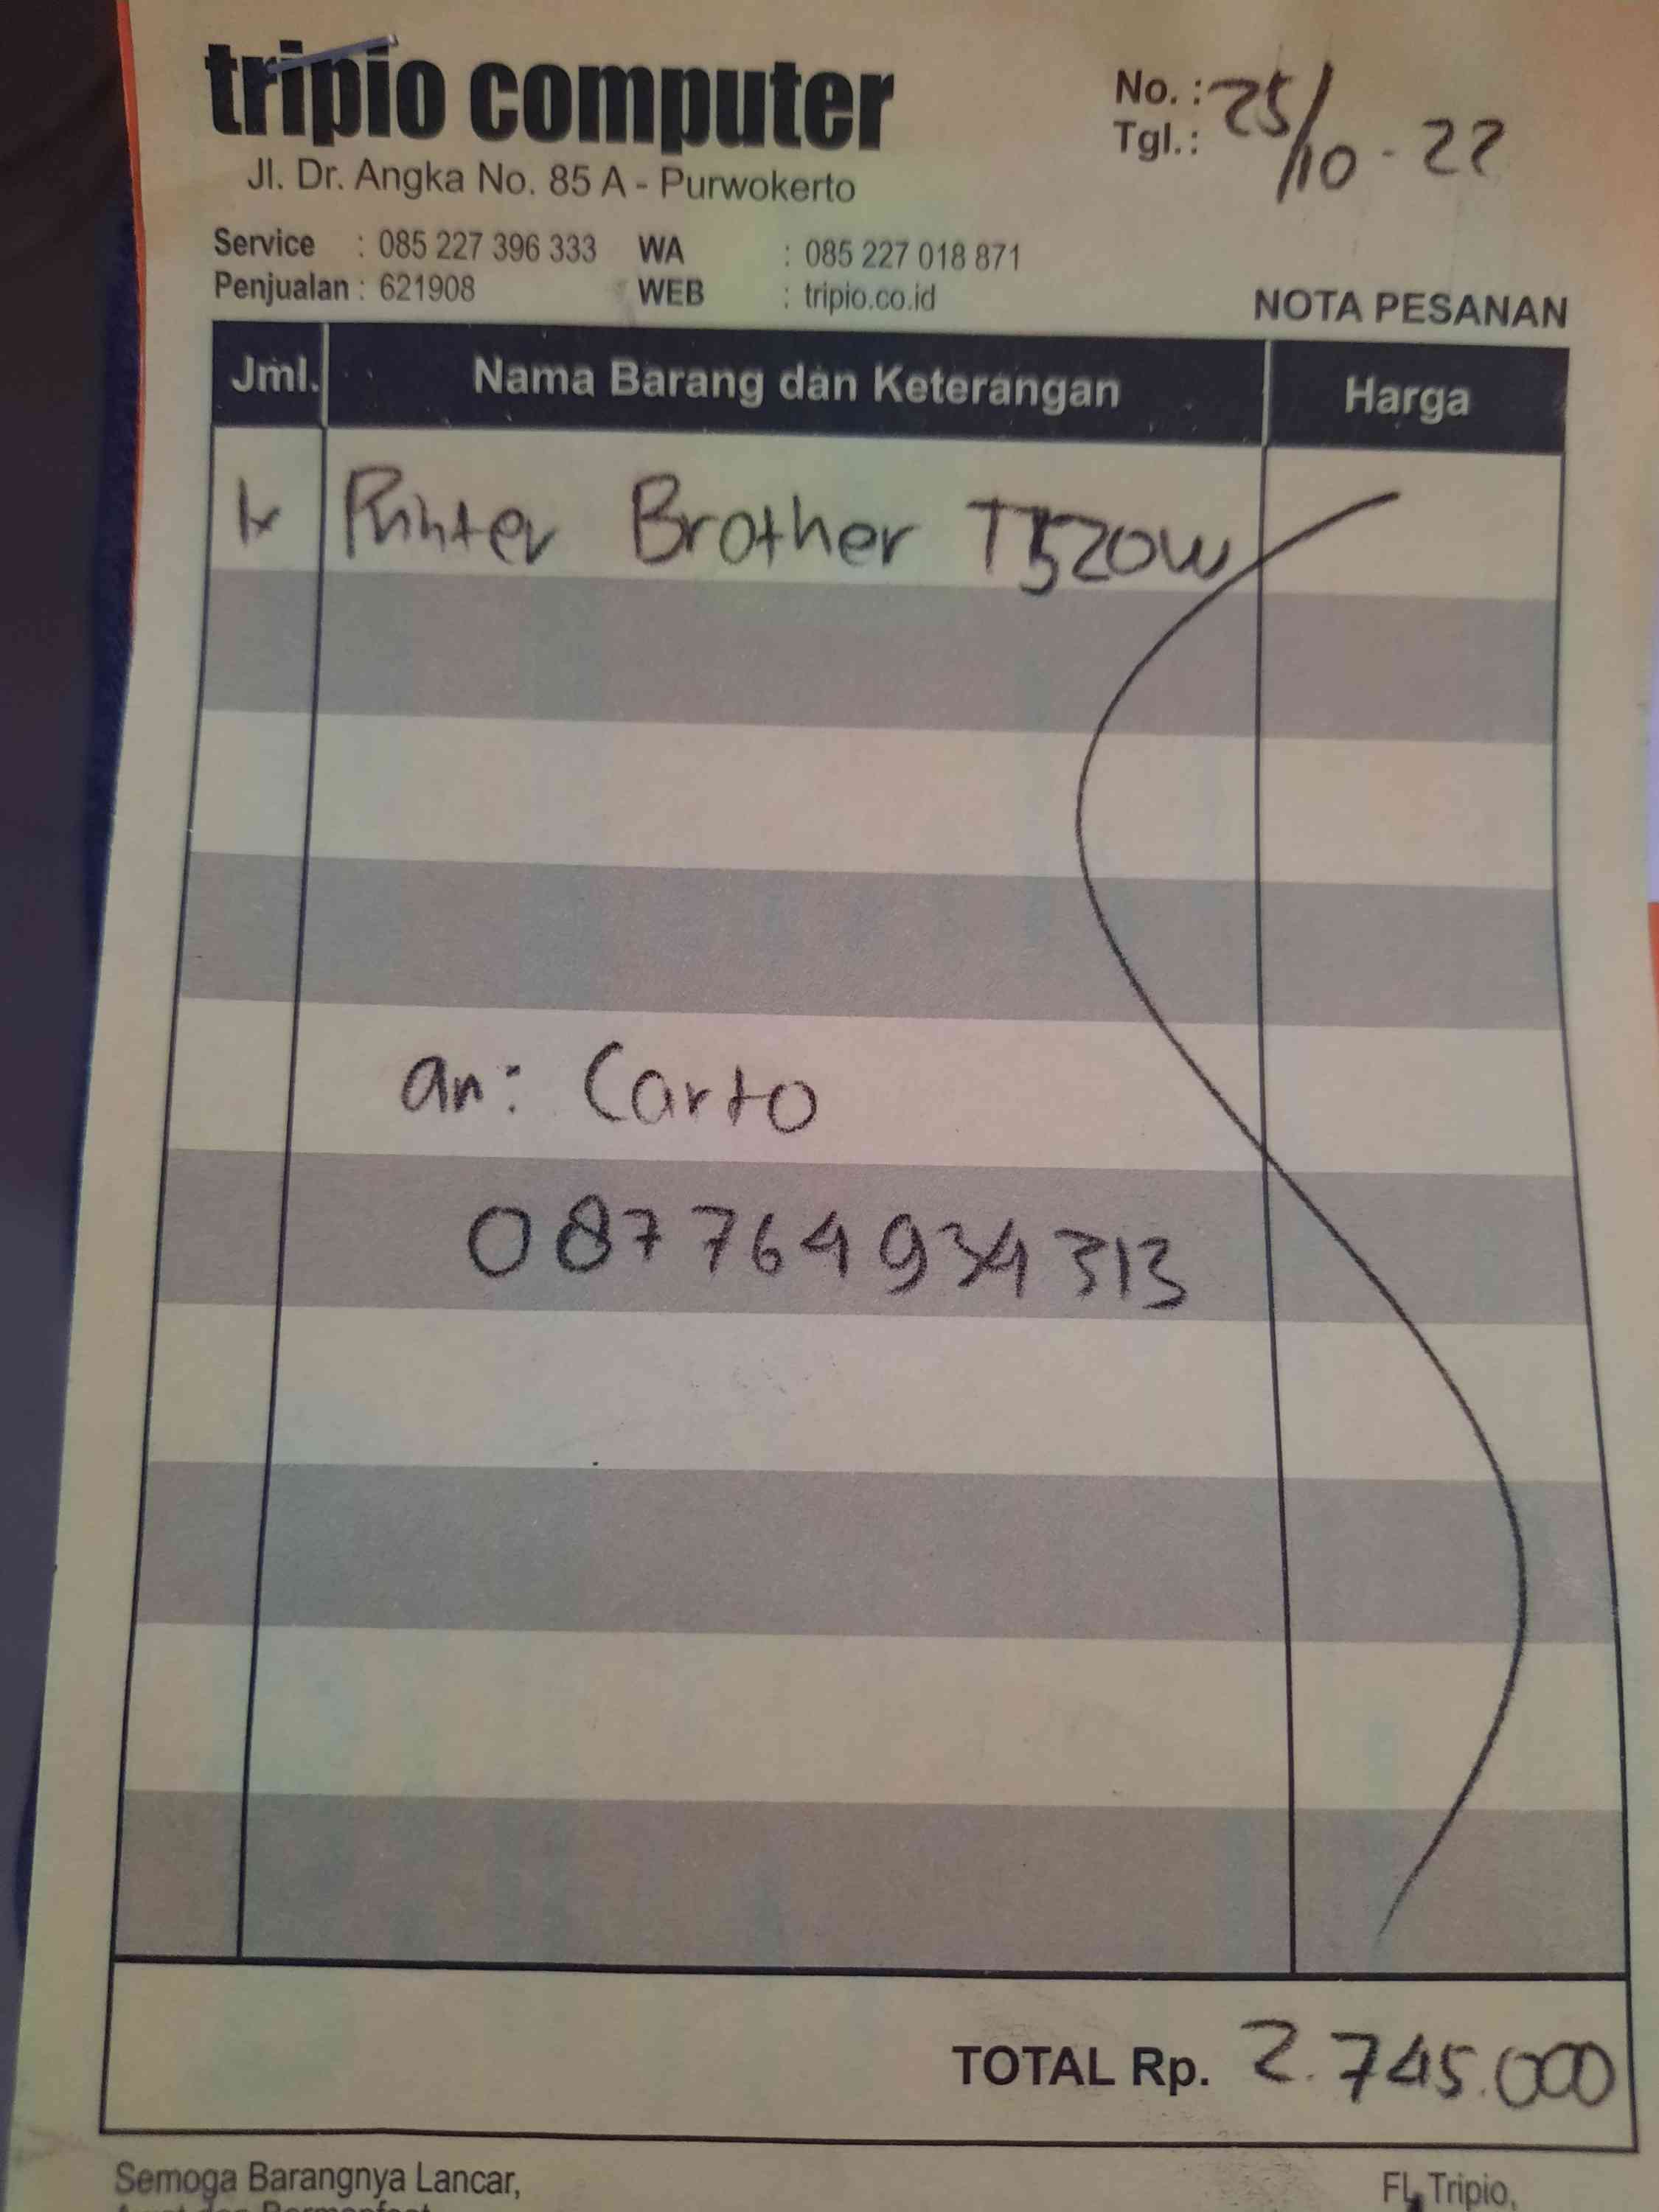 tripio computer
Jl. Dr. Angka No. 85 A - Purwokerto
No. :
Tgl. : 25/10-22
Service : 085 227 396 333 WA : 085 227 018 871
Penjualan : 621908 WEB : tripio.co.id
NOTA PESANAN
Jml. Nama Barang dan Keterangan Harga
1x Printer Brother T520W
an: Carto
087764934313
TOTAL Rp. 2.745.000
Semoga Barangnya Lancar,
FL Tripio,